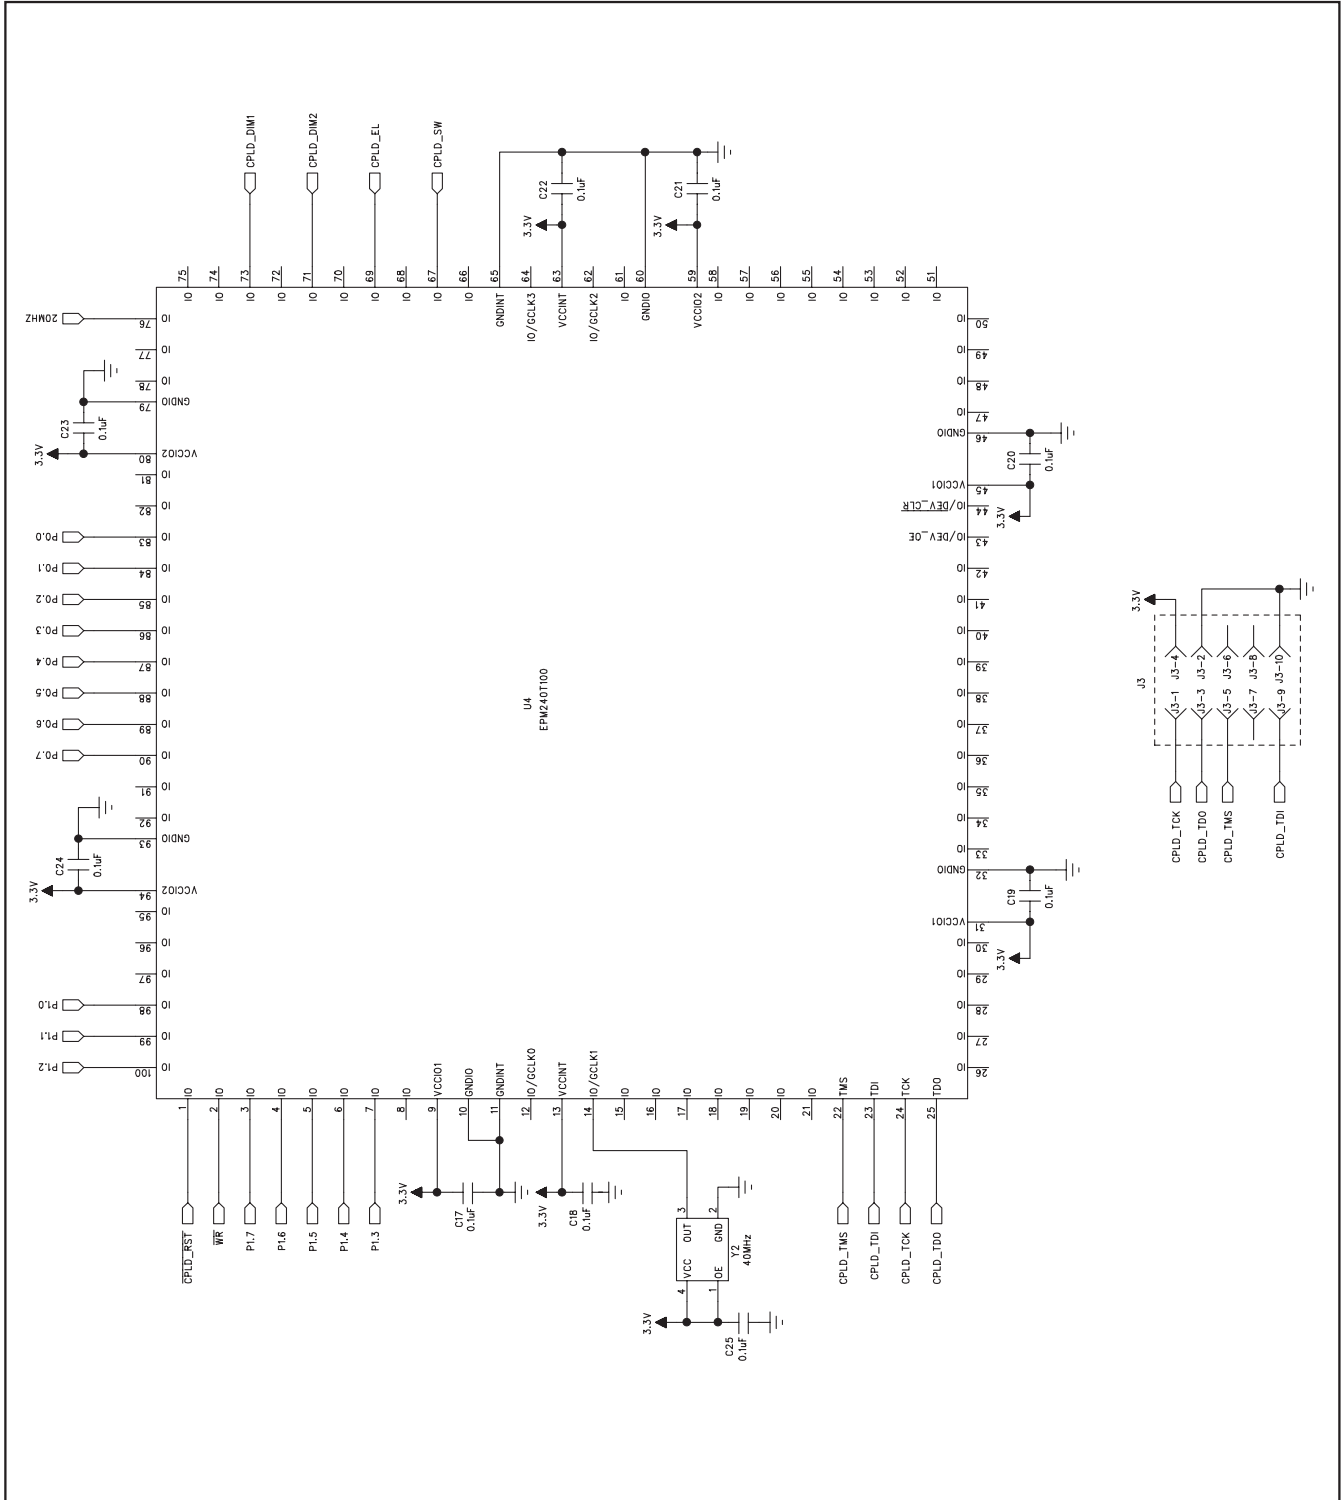 CPLD_DIM1
CPLD_DIM2
CPLD_EL
CPLD_SW
C22
0.1uF
C21
0.1uF
3.3V
3.3V
75
74
73
72
71
70
69
68
67
66
65
64
63
62
61
60
59
58
57
56
55
54
53
52
51
IO
IO
IO
IO
IO
IO
IO
IO
IO
IO
GNDINT
IO/GCLK3
VCCINT
IO/GCLK2
IO
GNDIO
VCCIO2
IO
IO
IO
IO
IO
IO
IO
IO
20MHZ
76 IO
77 IO
78 IO
79 GNDIO
C23
0.1uF
3.3V
80 VCCIO2
81 IO
82 IO
P0.0 83 IO
P0.1 84 IO
P0.2 85 IO
P0.3 86 IO
P0.4 87 IO
P0.5 88 IO
P0.6 89 IO
P0.7 90 IO
91 IO
92 IO
93 GNDIO
C24
0.1uF
3.3V
94 VCCIO2
95 IO
96 IO
97 IO
P1.0 98 IO
P1.1 99 IO
P1.2 100 IO
U4
EPM240T100
IO 50
IO 49
IO 48
IO 47
GNDIO 46
C20
0.1uF
VCCIO1 45
3.3V
IO/DEV_CLR 44
IO/DEV_OE 43
IO 42
IO 41
IO 40
IO 39
IO 38
IO 37
IO 36
IO 35
IO 34
IO 33
GNDIO 32
C19
0.1uF
VCCIO1 31
3.3V
IO 30
IO 29
IO 28
IO 27
IO 26
3.3V
J3
J3-4
J3-2
J3-6
J3-8
J3-10
J3-1
J3-3
J3-5
J3-7
J3-9
CPLD_TCK
CPLD_TDO
CPLD_TMS
CPLD_TDI
1 IO
2 IO
3 IO
4 IO
5 IO
6 IO
7 IO
8 IO
9 VCCIO1
10 GNDIO
11 GNDINT
12 IO/GCLK0
13 VCCINT
14 IO/GCLK1
15 IO
16 IO
17 IO
18 IO
19 IO
20 IO
21 IO
22 TMS
23 TDI
24 TCK
25 TDO
CPLD_RST
WR
P1.7
P1.6
P1.5
P1.4
P1.3
3.3V
C17
0.1uF
3.3V
C18
0.1uF
3
2
OUT
GND
VCC
OE
4
1
Y2
40MHz
3.3V
C25
0.1uF
CPLD_TMS
CPLD_TDI
CPLD_TCK
CPLD_TDO